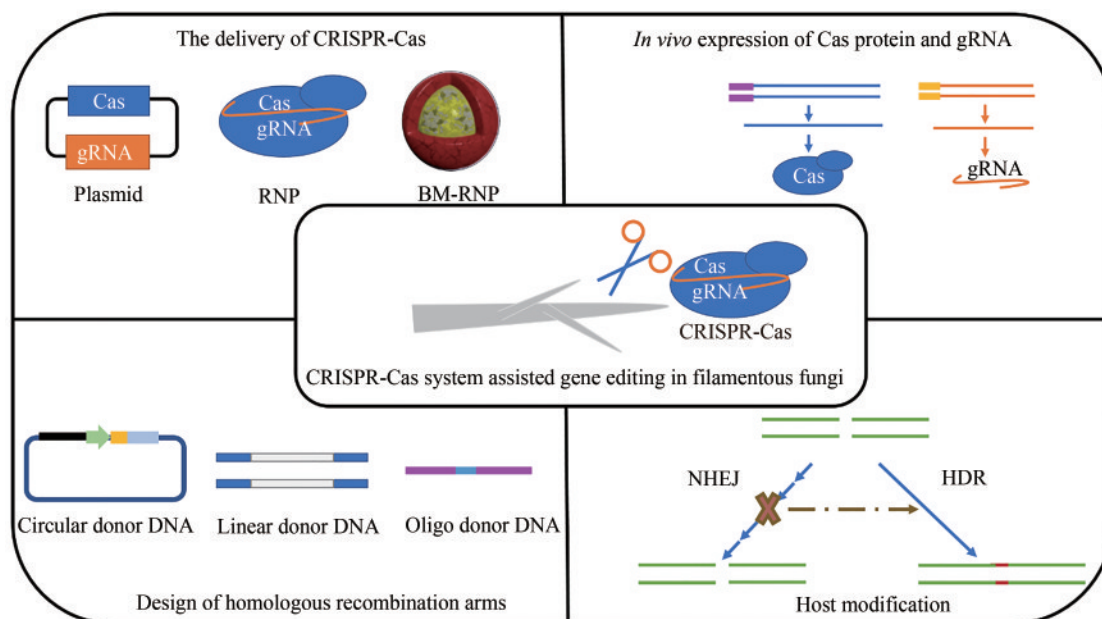 The delivery of CRISPR-Cas
Cas
gRNA
Plasmid
Cas
gRNA
RNP
BM-RNP
In vivo expression of Cas protein and gRNA
Cas
gRNA
Cas
gRNA
CRISPR-Cas
CRISPR-Cas system assisted gene editing in filamentous fungi
Circular donor DNA
Linear donor DNA
Oligo donor DNA
Design of homologous recombination arms
NHEJ
HDR
Host modification